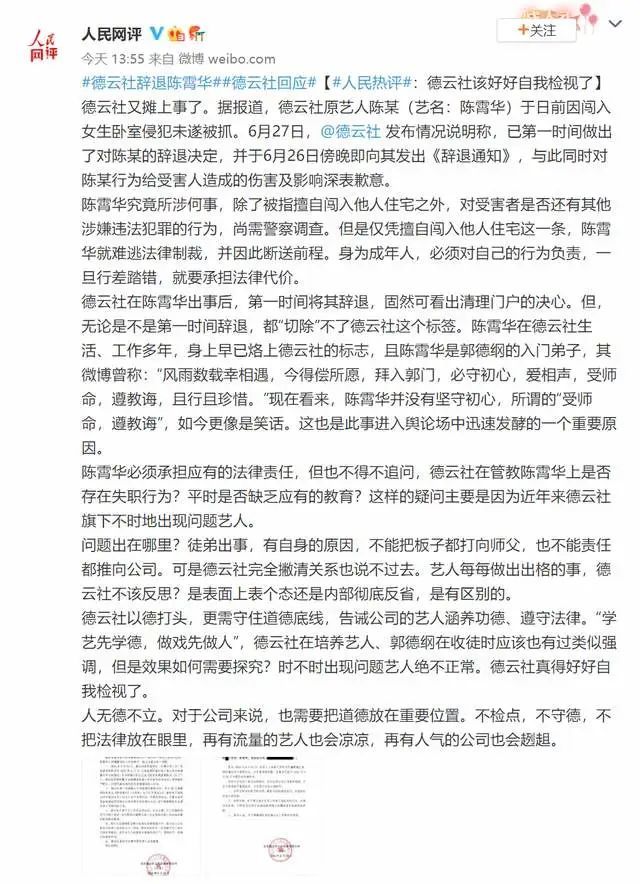 人民网评
人民网评
+关注
今天 13:55 来自 微博 weibo.com
#德云社辞退陈霄华##德云社回应#【#人民热评#：德云社该好好自我检视了】
德云社又摊上事了。据报道，德云社原艺人陈某（艺名：陈霄华）于日前因闯入
女生卧室侵犯未遂被抓。6月27日，@德云社 发布情况说明称，已第一时间做出
了对陈某的辞退决定，并于6月26日傍晚即向其发出《辞退通知》，与此同时对
陈某行为给受害人造成的伤害及影响深表歉意。
陈霄华究竟所涉何事，除了被指擅自闯入他人住宅之外，对受害者是否还有其他
涉嫌违法犯罪的行为，尚需警察调查。但是仅凭擅自闯入他人住宅这一条，陈霄
华就难逃法律制裁，并因此断送前程。身为成年人，必须对自己的行为负责，一
旦行差踏错，就要承担法律代价。
德云社在陈霄华出事后，第一时间将其辞退，固然可看出清理门户的决心。但，
无论是不是第一时间辞退，都“切除”不了德云社这个标签。陈霄华在德云社生
活、工作多年，身上早已烙上德云社的标志，且陈霄华是郭德纲的入门弟子，其
微博曾称：“风雨数载幸相遇，今得偿所愿，拜入郭门，必守初心，爱相声，受师
命，遵教诲，且行且珍惜。”现在看来，陈霄华并没有坚守初心，所谓的“受师
命，遵教诲”，如今更像是笑话。这也是此事进入舆论场中迅速发酵的一个重要原
因。
陈霄华必须承担应有的法律责任，但也不得不追问，德云社在管教陈霄华上是否
存在失职行为？平时是否缺乏应有的教育？这样的疑问主要是因为近年来德云社
旗下不时地出现问题艺人。
问题出在哪里？徒弟出事，有自身的原因，不能把板子都打向师父，也不能责任
都推向公司。可是德云社完全撇清关系也说不过去。艺人每每做出出格的事，德
云社不该反思？是表面上表个态还是内部彻底反省，是有区别的。
德云社以德打头，更需守住道德底线，告诫公司的艺人涵养功德、遵守法律。“学
艺先学德，做戏先做人”，德云社在培养艺人、郭德纲在收徒时应该也有过类似强
调，但是效果如何需要探究？时不时出现问题艺人绝不正常。德云社真得好好自
我检视了。
人无德不立。对于公司来说，也需要把道德放在重要位置。不检点，不守德，不
把法律放在眼里，再有流量的艺人也会凉凉，再有人气的公司也会趔趄。